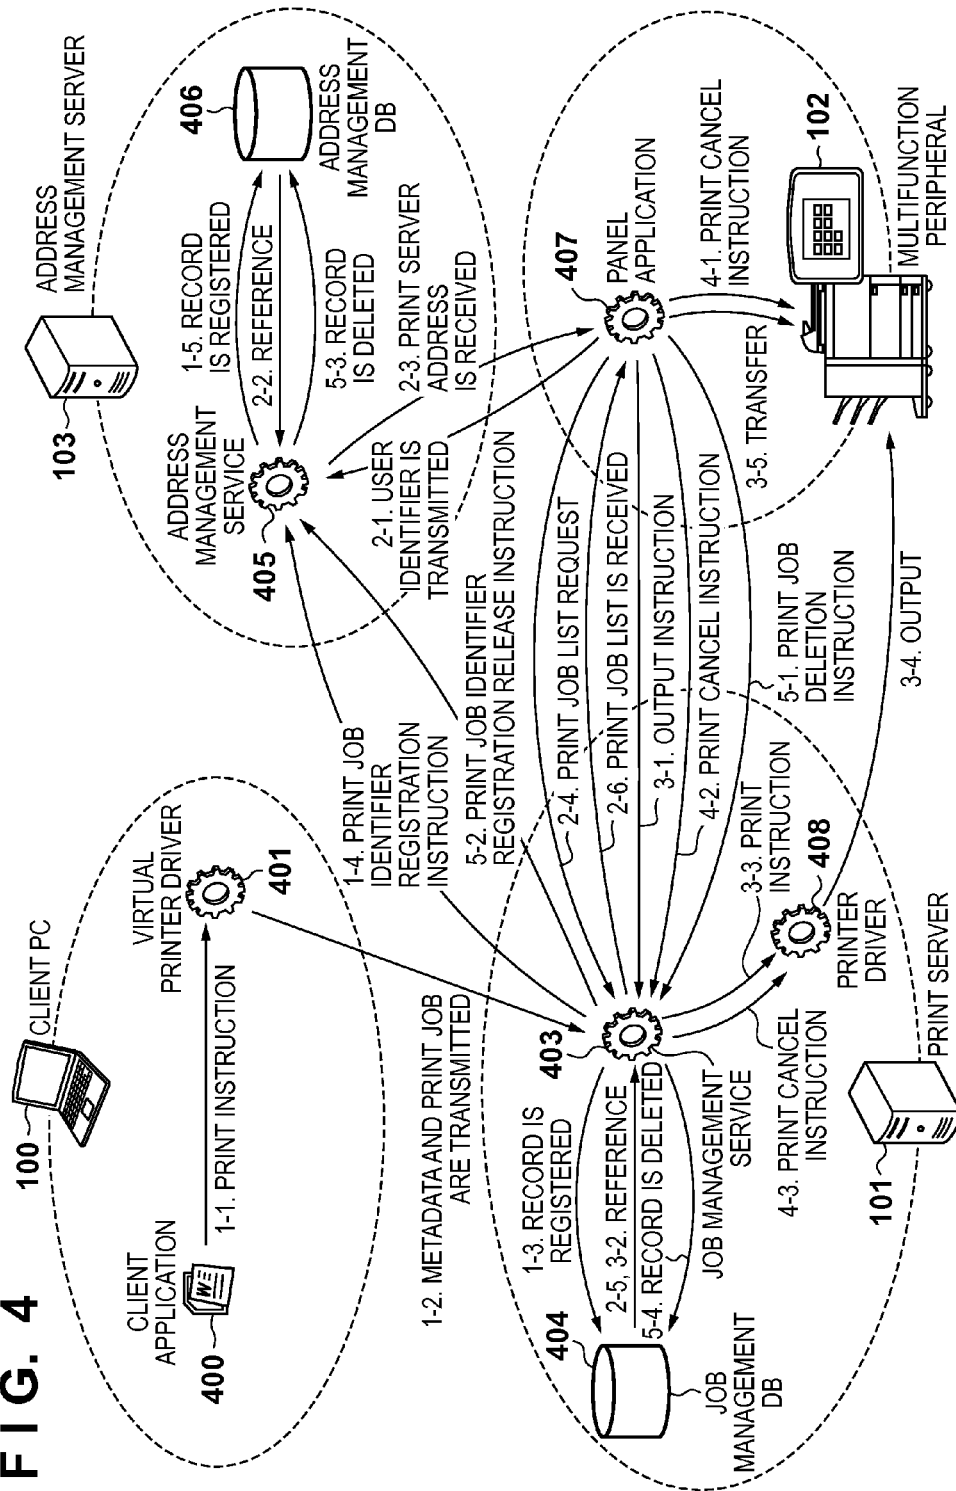 FIG. 4
100
CLIENT PC
CLIENT
APPLICATION
400
1-1. PRINT INSTRUCTION
VIRTUAL
PRINTER DRIVER
401
103
ADDRESS
MANAGEMENT SERVER
ADDRESS
MANAGEMENT
SERVICE
405
1-5. RECORD
IS REGISTERED
2-2. REFERENCE
5-3. RECORD
IS DELETED
406
ADDRESS
MANAGEMENT
DB
2-3. PRINT SERVER
ADDRESS
IS RECEIVED
2-1. USER
IDENTIFIER IS
TRANSMITTED
1-4. PRINT JOB
IDENTIFIER
REGISTRATION
INSTRUCTION
5-2. PRINT JOB IDENTIFIER
REGISTRATION RELEASE INSTRUCTION
1-2. METADATA AND PRINT JOB
ARE TRANSMITTED
404
JOB
MANAGEMENT
DB
1-3. RECORD IS
REGISTERED
2-5, 3-2. REFERENCE
5-4. RECORD IS DELETED
403
JOB MANAGEMENT
SERVICE
2-4. PRINT JOB LIST REQUEST
2-6. PRINT JOB LIST IS RECEIVED
3-1. OUTPUT INSTRUCTION
4-2. PRINT CANCEL INSTRUCTION
5-1. PRINT JOB
DELETION
INSTRUCTION
407
PANEL
APPLICATION
4-1. PRINT CANCEL
INSTRUCTION
3-5. TRANSFER
102
MULTIFUNCTION
PERIPHERAL
3-3. PRINT
INSTRUCTION
4-3. PRINT CANCEL
INSTRUCTION
408
PRINTER
DRIVER
3-4. OUTPUT
101
PRINT SERVER
W